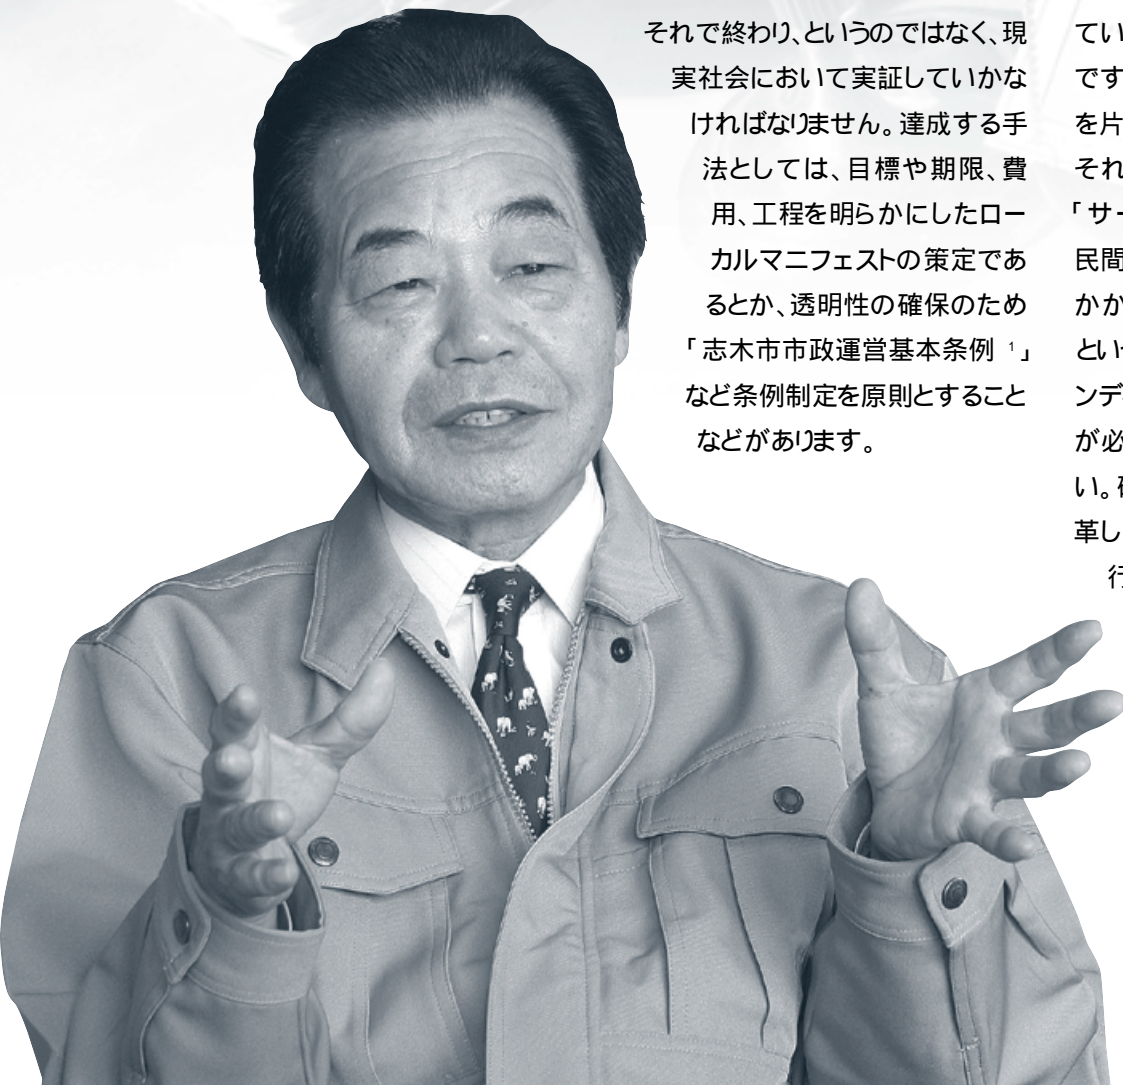 それで終わり、というのではなく、現
実社会において実証していかな
ければなりません。達成する手
法としては、目標や期限、費
用、工程を明らかにしたロー
カルマニフェストの策定であ
るとか、透明性の確保のため
「志木市市政運営基本条例 1」
など条例制定を原則とすること
などがあります。
てい
です
を片
それ
「サー
民間
かか
とい
ンデ
が必
い。
革し
行